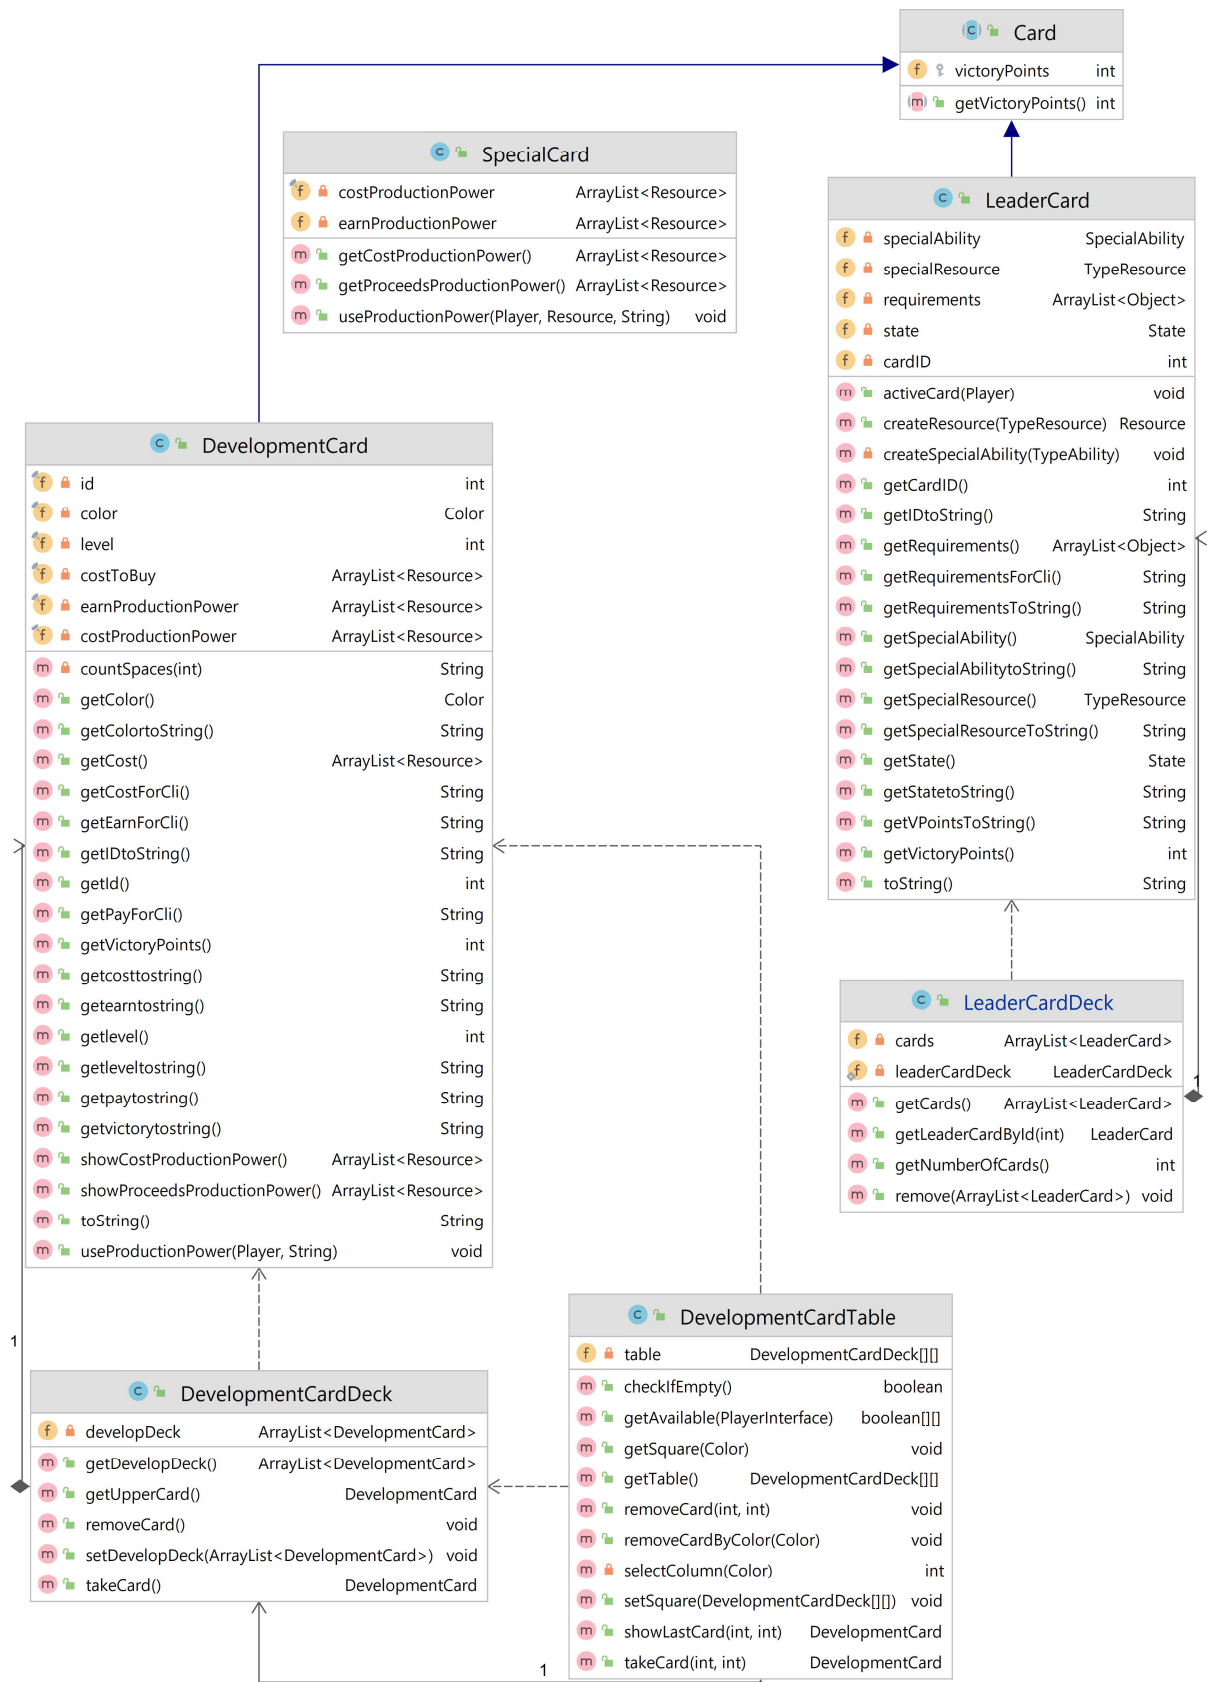 Card
victoryPoints int
getVictoryPoints() int
SpecialCard
costProductionPower ArrayList<Resource>
earnProductionPower ArrayList<Resource>
getCostProductionPower() ArrayList<Resource>
getProceedsProductionPower() ArrayList<Resource>
useProductionPower(Player, Resource, String) void
LeaderCard
specialAbility SpecialAbility
specialResource TypeResource
requirements ArrayList<Object>
state State
cardID int
activeCard(Player) void
createResource(TypeResource) Resource
createSpecialAbility(TypeAbility) void
getCardID() int
getIDtoString() String
getRequirements() ArrayList<Object>
getRequirementsForCli() String
getRequirementsToString() String
getSpecialAbility() SpecialAbility
getSpecialAbilitytoString() String
getSpecialResource() TypeResource
getSpecialResourceToString() String
getState() State
getStatetoString() String
getVPointsToString() String
getVictoryPoints() int
toString() String
DevelopmentCard
id int
color Color
level int
costToBuy ArrayList<Resource>
earnProductionPower ArrayList<Resource>
costProductionPower ArrayList<Resource>
countSpaces(int) String
getColor() Color
getColortoString() String
getCost() ArrayList<Resource>
getCostForCli() String
getEarnForCli() String
getIDtoString() String
getId() int
getPayForCli() String
getVictoryPoints() int
getcosttostring() String
getearntostring() String
getlevel() int
getleveltostring() String
getpaytostring() String
getvictorytostring() String
showCostProductionPower() ArrayList<Resource>
showProceedsProductionPower() ArrayList<Resource>
toString() String
useProductionPower(Player, String) void
LeaderCardDeck
cards ArrayList<LeaderCard>
leaderCardDeck LeaderCardDeck
getCards() ArrayList<LeaderCard>
getLeaderCardById(int) LeaderCard
getNumberOfCards() int
remove(ArrayList<LeaderCard>) void
1
DevelopmentCardTable
table DevelopmentCardDeck[][]
checkIfEmpty() boolean
getAvailable(PlayerInterface) boolean[][]
getSquare(Color) void
getTable() DevelopmentCardDeck[][]
removeCard(int, int) void
removeCardByColor(Color) void
selectColumn(Color) int
setSquare(DevelopmentCardDeck[][]) void
showLastCard(int, int) DevelopmentCard
takeCard(int, int) DevelopmentCard
1
DevelopmentCardDeck
developDeck ArrayList<DevelopmentCard>
getDevelopDeck() ArrayList<DevelopmentCard>
getUpperCard() DevelopmentCard
removeCard() void
setDevelopDeck(ArrayList<DevelopmentCard>) void
takeCard() DevelopmentCard
1